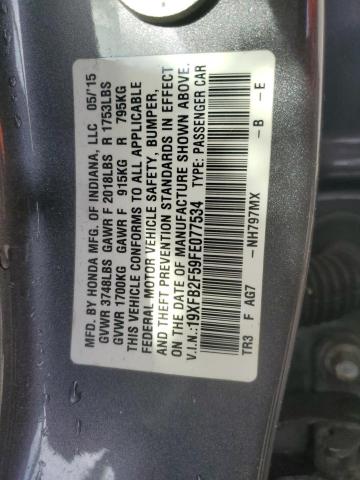 MFD. BY HONDA MFG. OF INDIANA, LLC. 05/'15
GVWR 3748LBS GAWR F 2018LBS R 1753LBS
GVWR 1700KG GAWR F 915KG R 795KG
THIS VEHICLE CONFORMS TO ALL APPLICABLE
FEDERAL MOTOR VEHICLE SAFETY, BUMPER,
AND THEFT PREVENTION STANDARDS IN EFFECT
ON THE DATE OF MANUFACTURE SHOWN ABOVE.
V.I.N.:19XFB2F59FE077534 TYPE: PASSENGER CAR
TR3 F AG7 -NH797MX -B -E